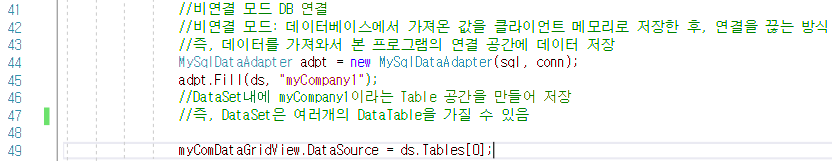 41 //비연결 모드 DB 연결
42 //비연결 모드: 데이터베이스에서 가져온 값을 클라이언트 메모리로 저장한 후, 연결을 끊는 방식
43 //즉, 데이터를 가져와서 본 프로그램의 연결 공간에 데이터 저장
44 MySqlDataAdapter adpt = new MySqlDataAdapter(sql, conn);
45 adpt.Fill(ds, "myCompany1");
46 //DataSet내에 myCompany1이라는 Table 공간을 만들어 저장
47 //즉, DataSet은 여러개의 DataTable을 가질 수 있음
48
49 myComDataGridView.DataSource = ds.Tables[0];